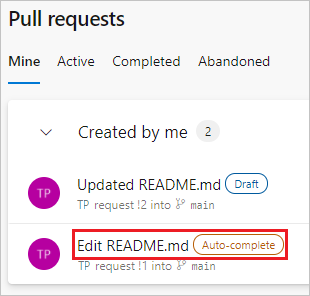 Pull requests
Mine Active Completed Abandoned
Created by me 2
TP Updated README.md Draft
TP request !2 into main
TP Edit README.md Auto-complete
TP request !1 into main